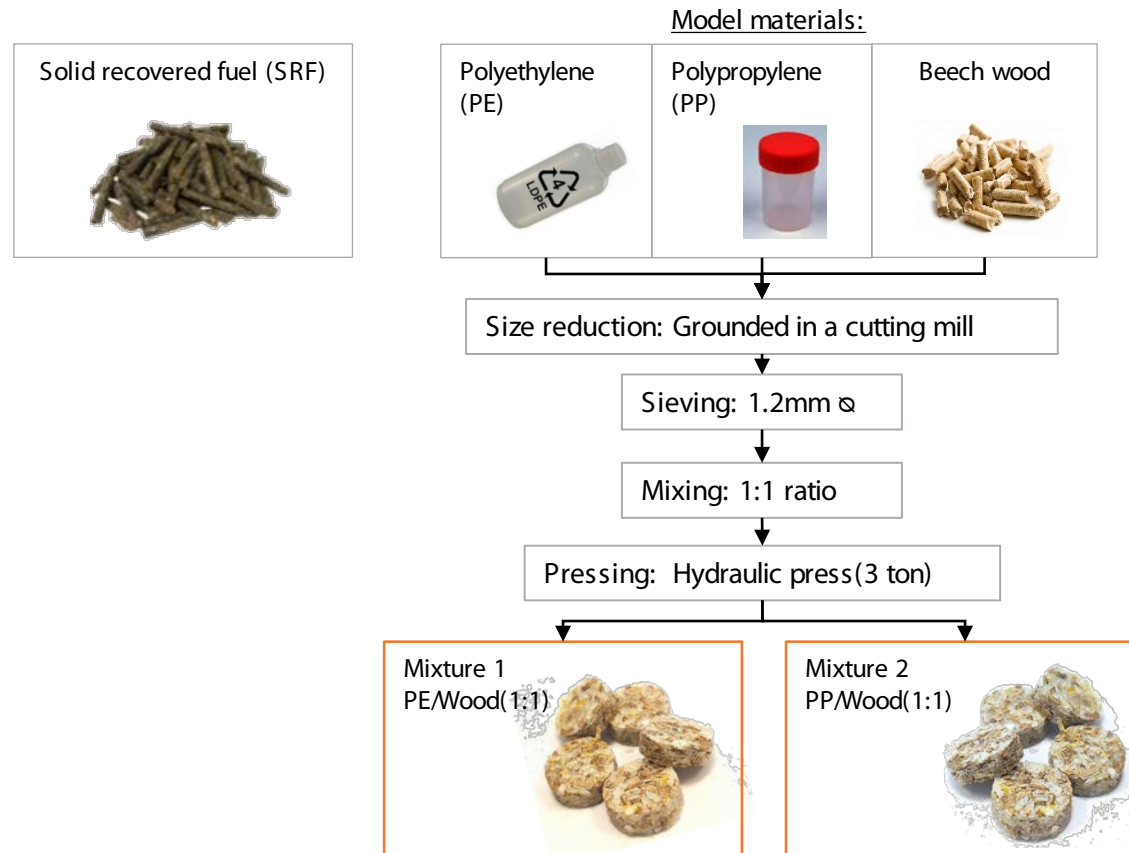 Model materials:
Solid recovered fuel (SRF)
Polyethylene
(PE)
Polypropylene
(PP)
Beech wood
4
LDPE
Size reduction: Grounded in a cutting mill
Sieving: 1.2mm ⦰
Mixing: 1:1 ratio
Pressing: Hydraulic press(3 ton)
Mixture 1
PE/Wood(1:1)
Mixture 2
PP/Wood(1:1)